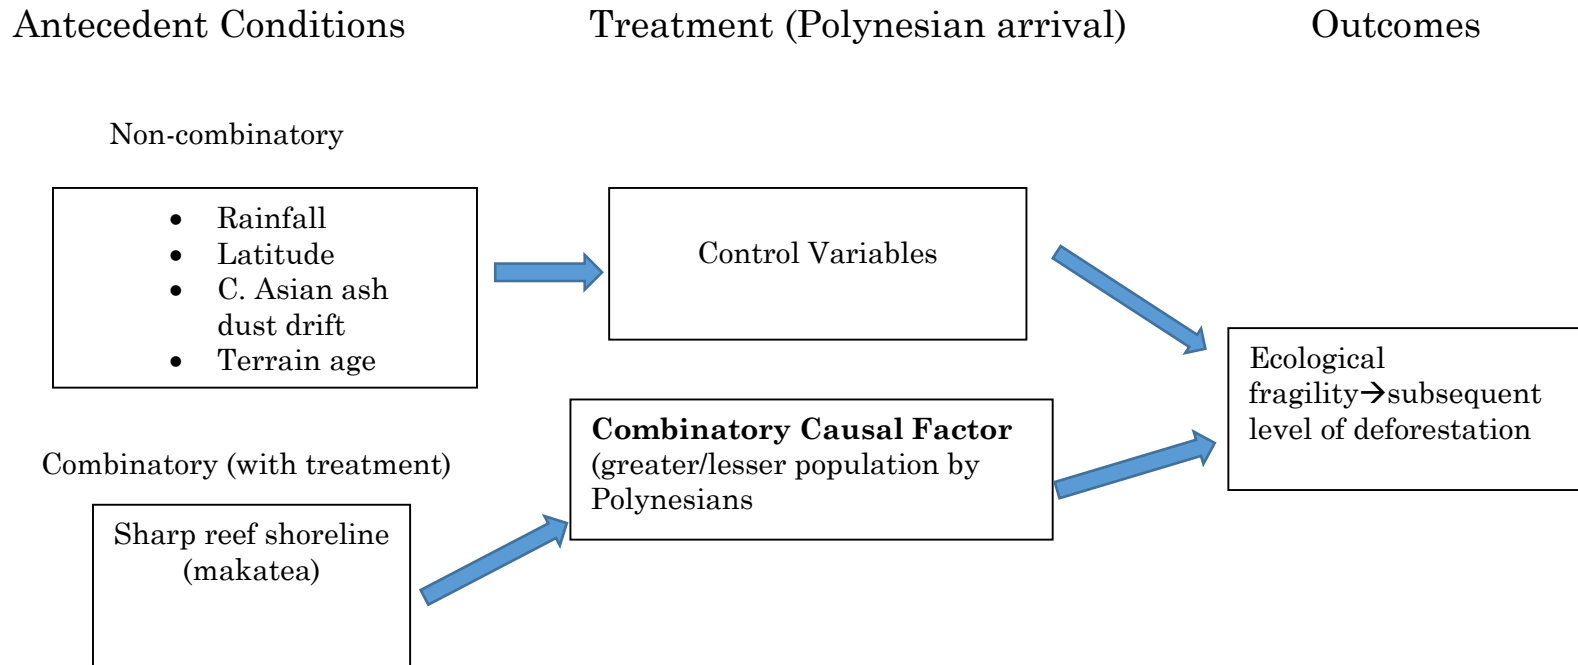 Antecedent Conditions
Treatment (Polynesian arrival)
Outcomes
Non-combinatory
• Rainfall
• Latitude
• C. Asian ash
dust drift
• Terrain age
Control Variables
Ecological
fragility→subsequent
level of deforestation
Combinatory (with treatment)
Sharp reef shoreline
(makatea)
Combinatory Causal Factor
(greater/lesser population by
Polynesians